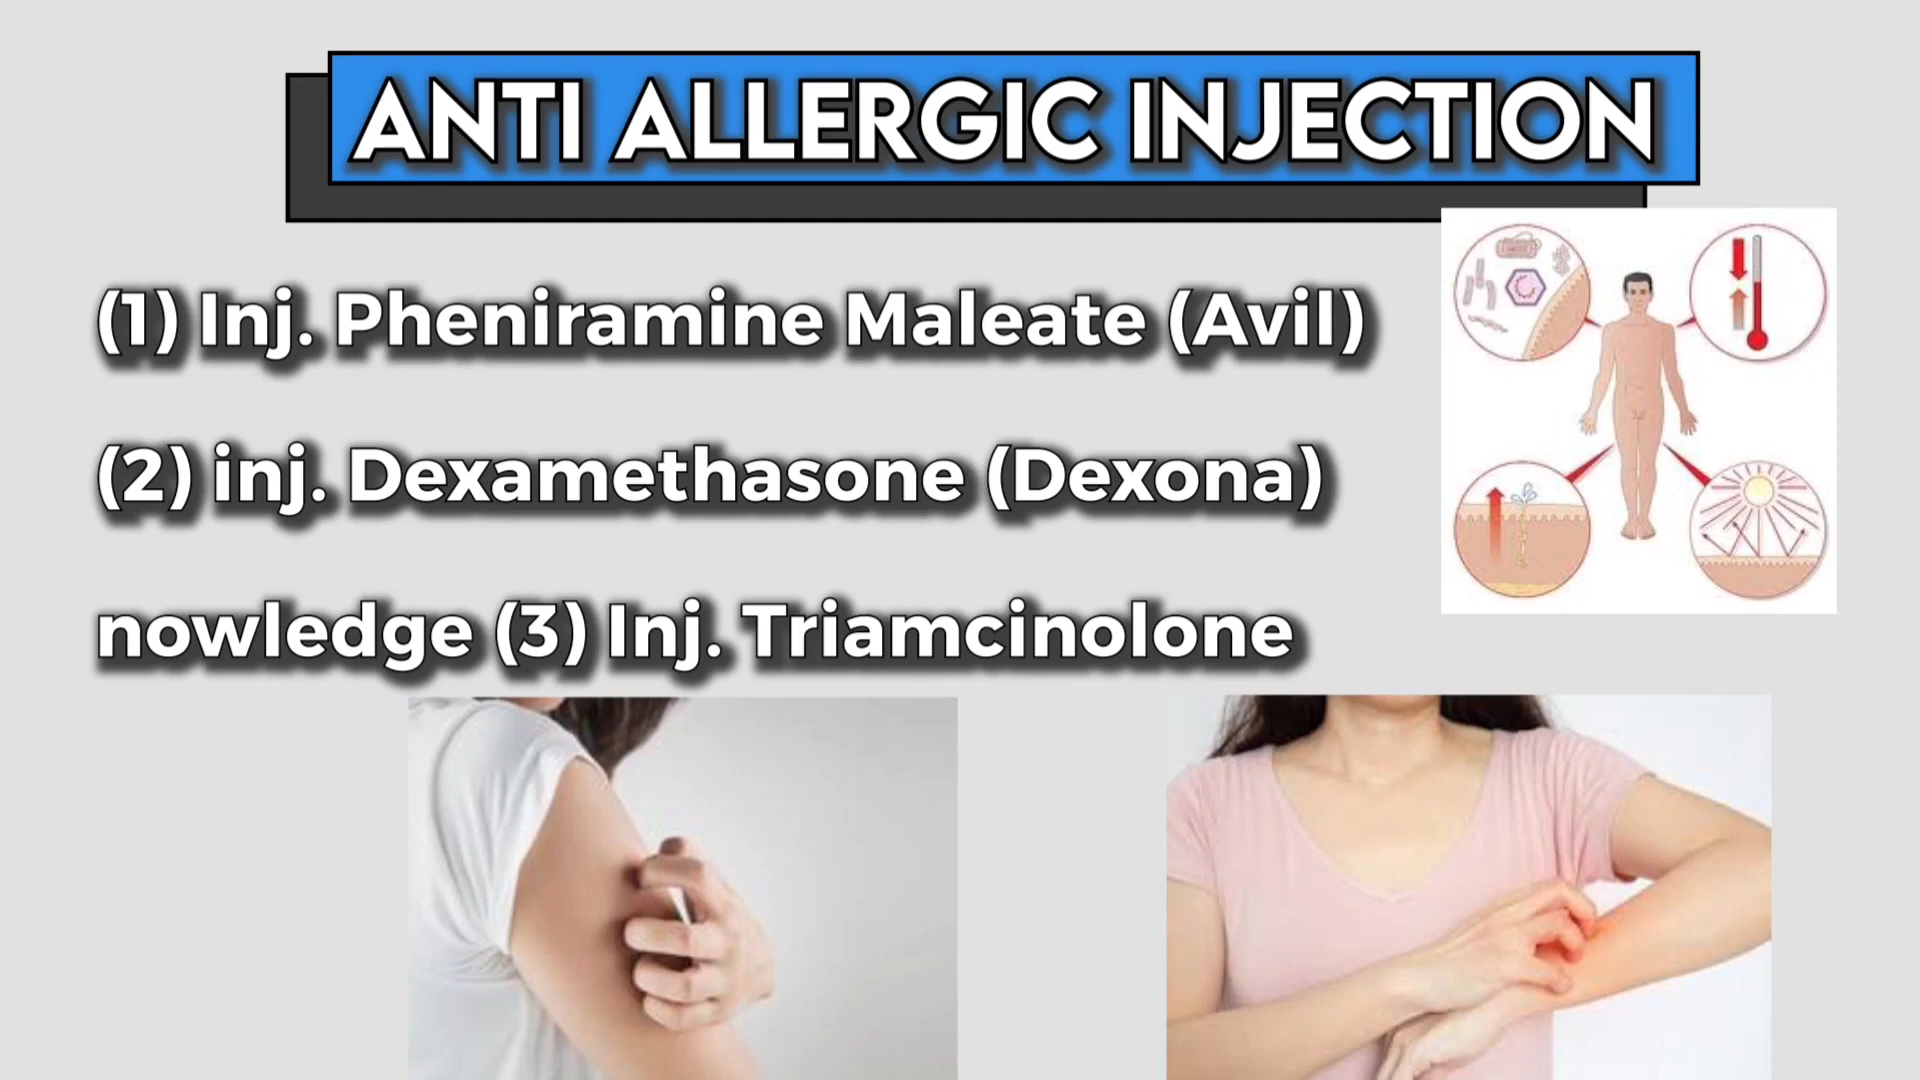 ANTI ALLERGIC INJECTION
(1) Inj. Pheniramine Maleate (Avil)
(2) inj. Dexamethasone (Dexona)
nowledge (3) Inj. Triamcinolone